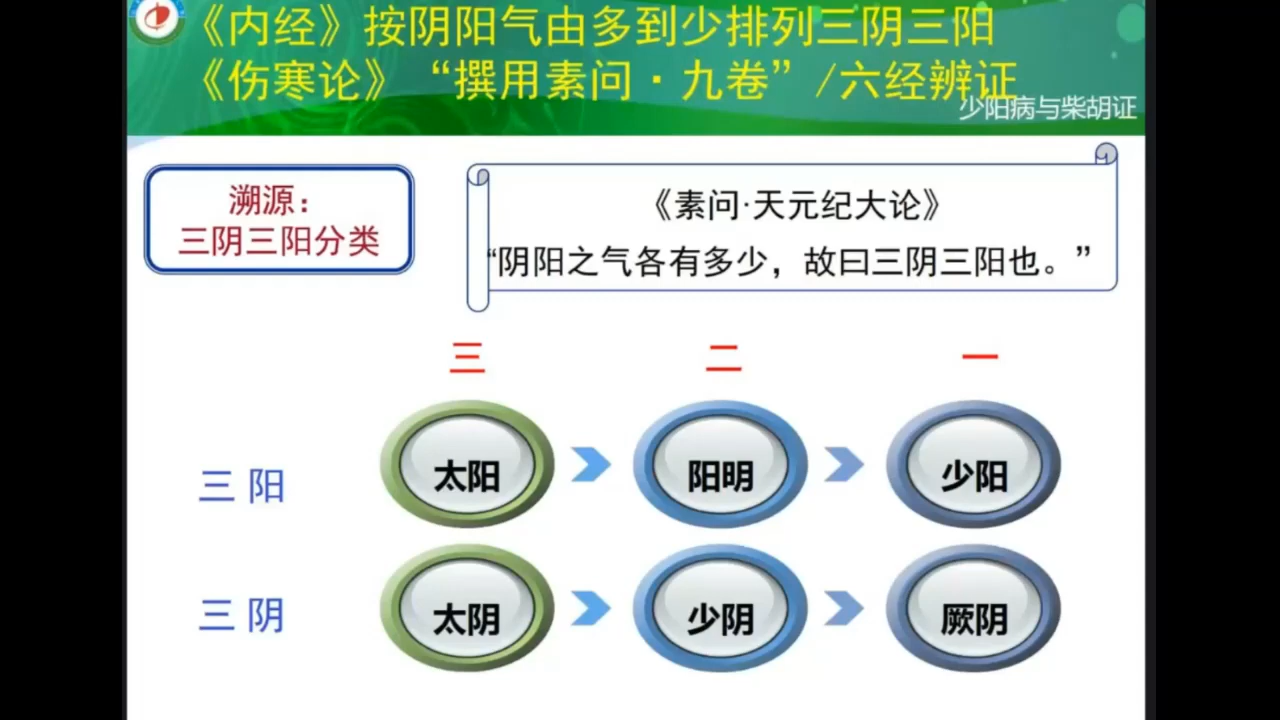 《内经》按阴阳气由多到少排列三阴三阳
《伤寒论》“撰用素问·九卷”/六经辨证
少阳病与柴胡证
溯源：
三阴三阳分类
《素问·天元纪大论》
“阴阳之气各有多少，故曰三阴三阳也。”
三 二 一
三 阳 太阳 阳明 少阳
三 阴 太阴 少阴 厥阴